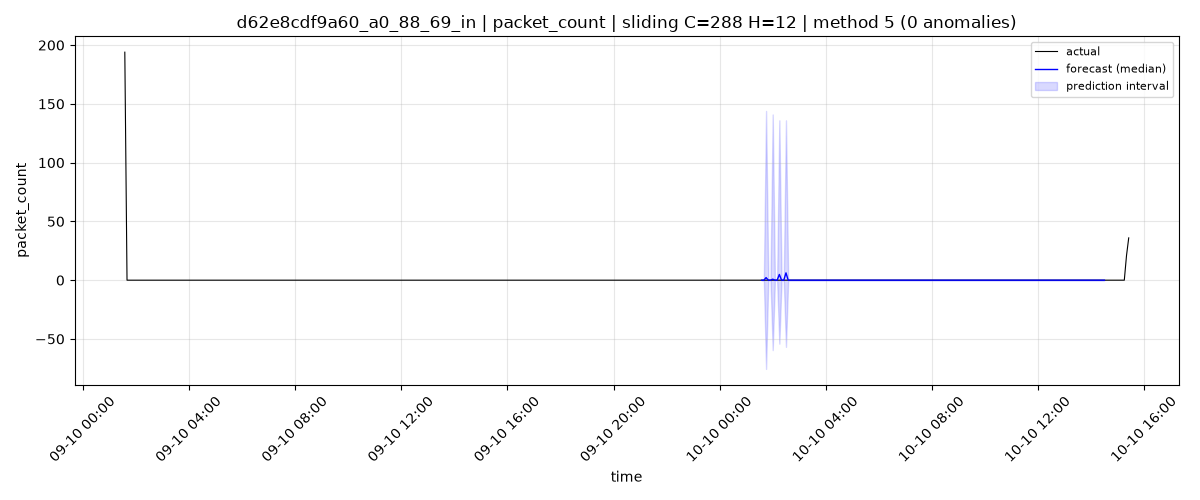 d62e8cdf9a60_a0_88_69_in | packet_count | sliding C=288 H=12 | method 5 (0 anomalies)
actual
forecast (median)
prediction interval
packet_count
200
150
100
50
0
−50
09-10 00:00
09-10 04:00
09-10 08:00
09-10 12:00
09-10 16:00
09-10 20:00
10-10 00:00
10-10 04:00
10-10 08:00
10-10 12:00
10-10 16:00
time